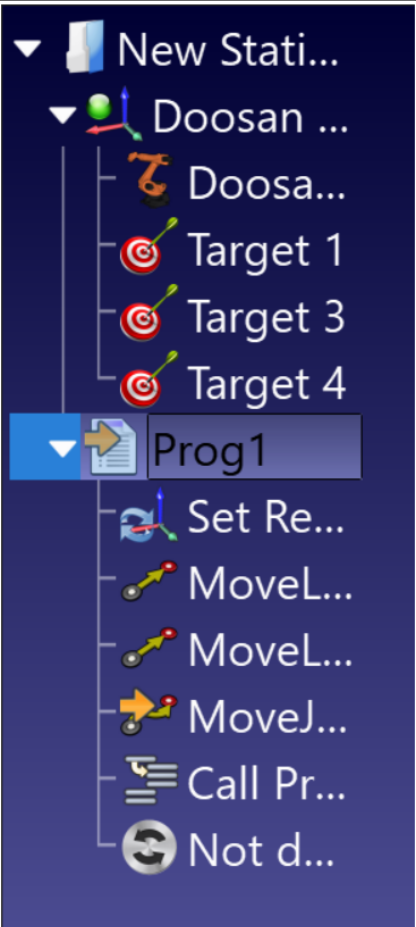 New Stati...
Doosan ...
Doosa...
Target 1
Target 3
Target 4
Prog1
Set Re...
MoveL...
MoveL...
MoveJ...
Call Pr...
Not d...